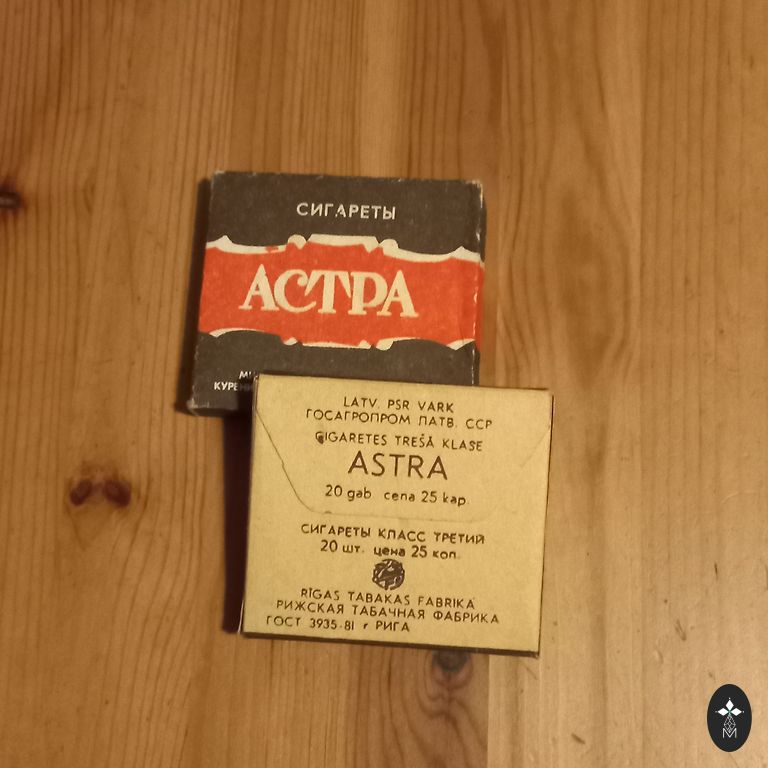 СИГАРЕТЫ
АСТРА
LATV. PSR VARK
ГОСАГРОПРОМ ЛАТВ. ССР
CIGARETES TREŠĀ KLASE
ASTRA
20 gab cena 25 kap.
СИГАРЕТЫ КЛАСС ТРЕТИЙ
20 шт. цена 25 коп.
RĪGAS TABAKAS FABRIKA
РИЖСКАЯ ТАБАЧНАЯ ФАБРИКА
ГОСТ 3935-81 г РИГА
M